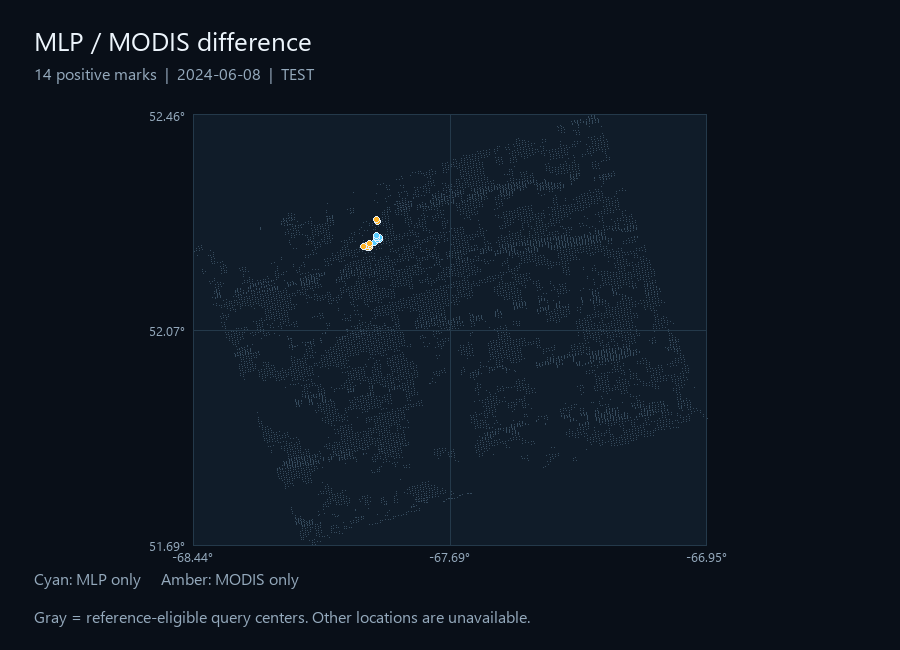 MLP / MODIS difference
14 positive marks | 2024-06-08 | TEST
52.46°
52.07°
51.69°
-68.44° -67.69° -66.95°
Cyan: MLP only Amber: MODIS only
Gray = reference-eligible query centers. Other locations are unavailable.